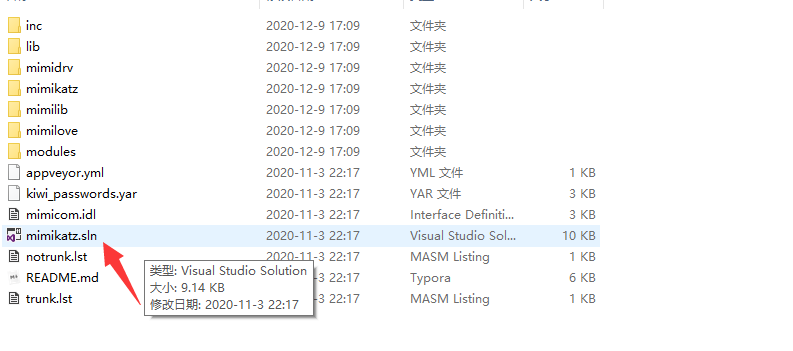 inc 2020-12-9 17:09 文件夹
lib 2020-12-9 17:09 文件夹
mimidrv 2020-12-9 17:09 文件夹
mimikatz 2020-12-9 17:09 文件夹
mimilib 2020-12-9 17:09 文件夹
mimilove 2020-12-9 17:09 文件夹
modules 2020-12-9 17:09 文件夹
appveyor.yml 2020-11-3 22:17 YML 文件 1 KB
kiwi_passwords.yar 2020-11-3 22:17 YAR 文件 3 KB
mimicom.idl 2020-11-3 22:17 Interface Definiti... 3 KB
mimikatz.sln 2020-11-3 22:17 Visual Studio Sol... 10 KB
notrunk.lst 2020-11-3 22:17 MASM Listing 1 KB
README.md 2020-11-3 22:17 Typora 6 KB
trunk.lst 2020-11-3 22:17 MASM Listing 1 KB
类型: Visual Studio Solution
大小: 9.14 KB
修改日期: 2020-11-3 22:17